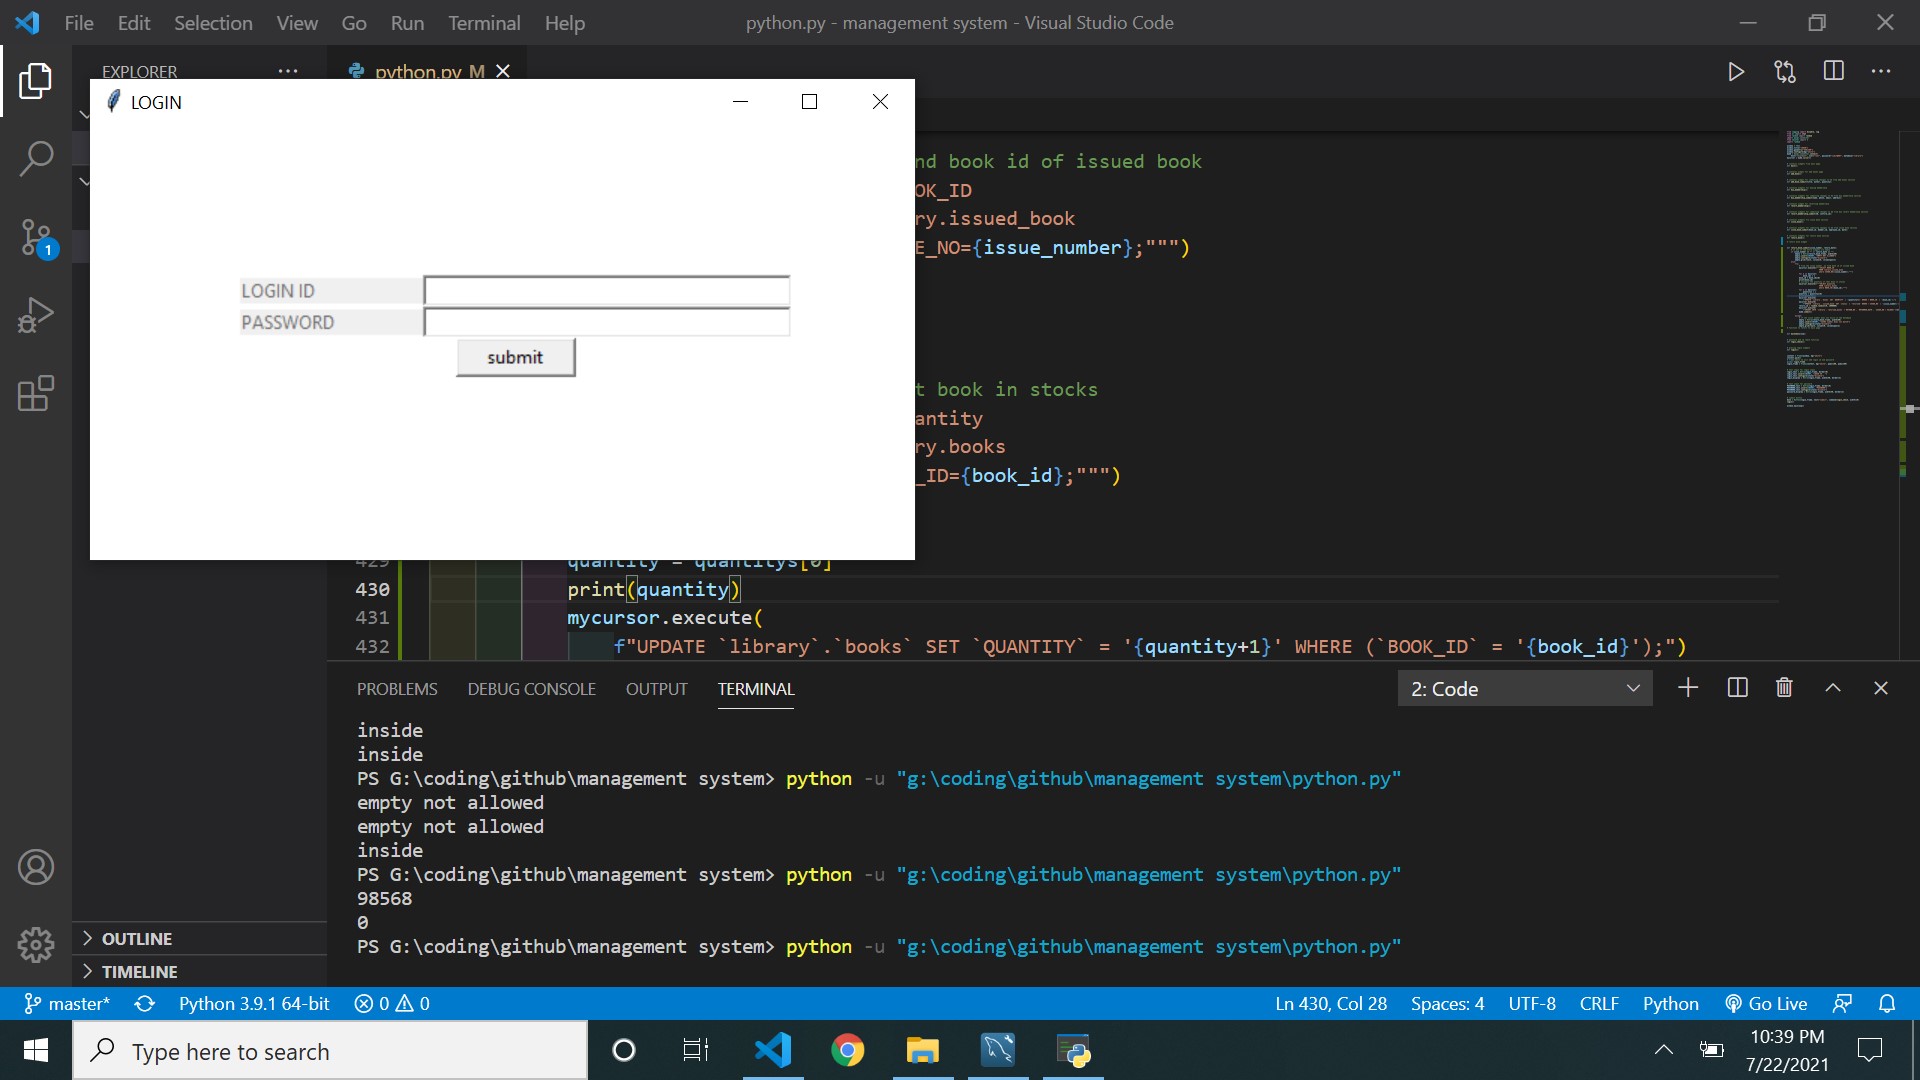 File Edit Selection View Go Run Terminal Help
python.py - management system - Visual Studio Code
EXPLORER
python.py M
LOGIN
LOGIN ID
PASSWORD
submit
nd book id of issued book
OK_ID
ry.issued_book
E_NO={issue_number};""")
t book in stocks
antity
ry.books
_ID={book_id};""")
429 quantity = quantitys[0]
430 print(quantity)
431 mycursor.execute(
432 f"UPDATE `library`.`books` SET `QUANTITY` = '{quantity+1}' WHERE (`BOOK_ID` = '{book_id}');")
PROBLEMS DEBUG CONSOLE OUTPUT TERMINAL
2: Code
inside
inside
PS G:\coding\github\management system> python -u "g:\coding\github\management system\python.py"
empty not allowed
empty not allowed
inside
PS G:\coding\github\management system> python -u "g:\coding\github\management system\python.py"
98568
0
PS G:\coding\github\management system> python -u "g:\coding\github\management system\python.py"
1
OUTLINE
TIMELINE
master* Python 3.9.1 64-bit 0 0
Ln 430, Col 28 Spaces: 4 UTF-8 CRLF Python Go Live
Type here to search
10:39 PM
7/22/2021